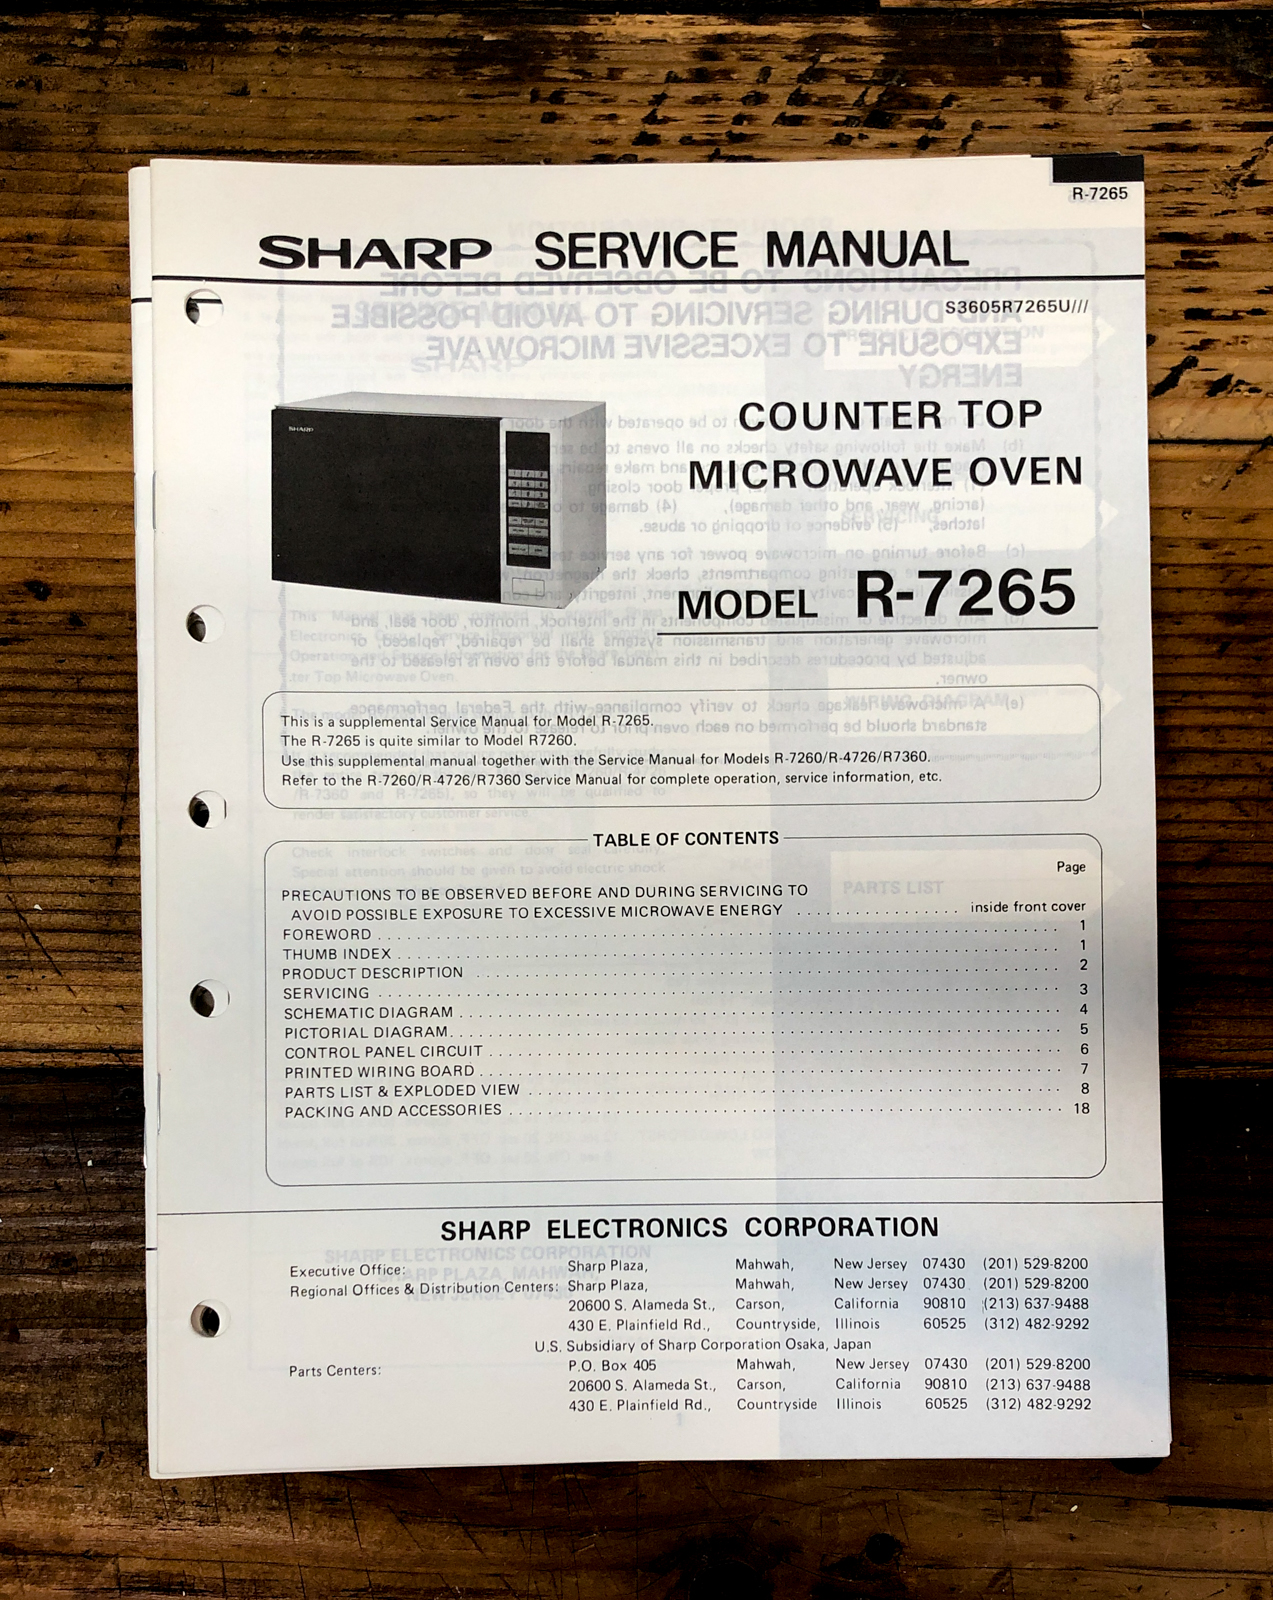 R-7265
SHARP SERVICE MANUAL
S3605R7265U///
SHARP
COUNTER TOP
MICROWAVE OVEN
MODEL R-7265
This is a supplemental Service Manual for Model R-7265.
The R-7265 is quite similar to Model R7260.
Use this supplemental manual together with the Service Manual for Models R-7260/R-4726/R7360.
Refer to the R-7260/R-4726/R7360 Service Manual for complete operation, service information, etc.
TABLE OF CONTENTS
Page
PRECAUTIONS TO BE OBSERVED BEFORE AND DURING SERVICING TO
AVOID POSSIBLE EXPOSURE TO EXCESSIVE MICROWAVE ENERGY . . . . . . . . . . . . . . . . inside front cover
FOREWORD . . . . . . . . . . . . . . . . . . . . 1
THUMB INDEX . . . . . . . . . . . . . . . . . . . . 1
PRODUCT DESCRIPTION . . . . . . . . . . . . . . . . . . . . 2
SERVICING . . . . . . . . . . . . . . . . . . . . 3
SCHEMATIC DIAGRAM . . . . . . . . . . . . . . . . . . . . 4
PICTORIAL DIAGRAM . . . . . . . . . . . . . . . . . . . . 5
CONTROL PANEL CIRCUIT . . . . . . . . . . . . . . . . . . . . 6
PRINTED WIRING BOARD . . . . . . . . . . . . . . . . . . . . 7
PARTS LIST & EXPLODED VIEW . . . . . . . . . . . . . . . . . . . . 8
PACKING AND ACCESSORIES . . . . . . . . . . . . . . . . . . . . 18
SHARP ELECTRONICS CORPORATION
Executive Office: Sharp Plaza, Mahwah, New Jersey 07430 (201) 529-8200
Regional Offices & Distribution Centers: Sharp Plaza, Mahwah, New Jersey 07430 (201) 529-8200
20600 S. Alameda St., Carson, California 90810 (213) 637-9488
430 E. Plainfield Rd., Countryside, Illinois 60525 (312) 482-9292
U.S. Subsidiary of Sharp Corporation Osaka, Japan
Parts Centers: P.O. Box 405 Mahwah, New Jersey 07430 (201) 529-8200
20600 S. Alameda St., Carson, California 90810 (213) 637-9488
430 E. Plainfield Rd., Countryside Illinois 60525 (312) 482-9292